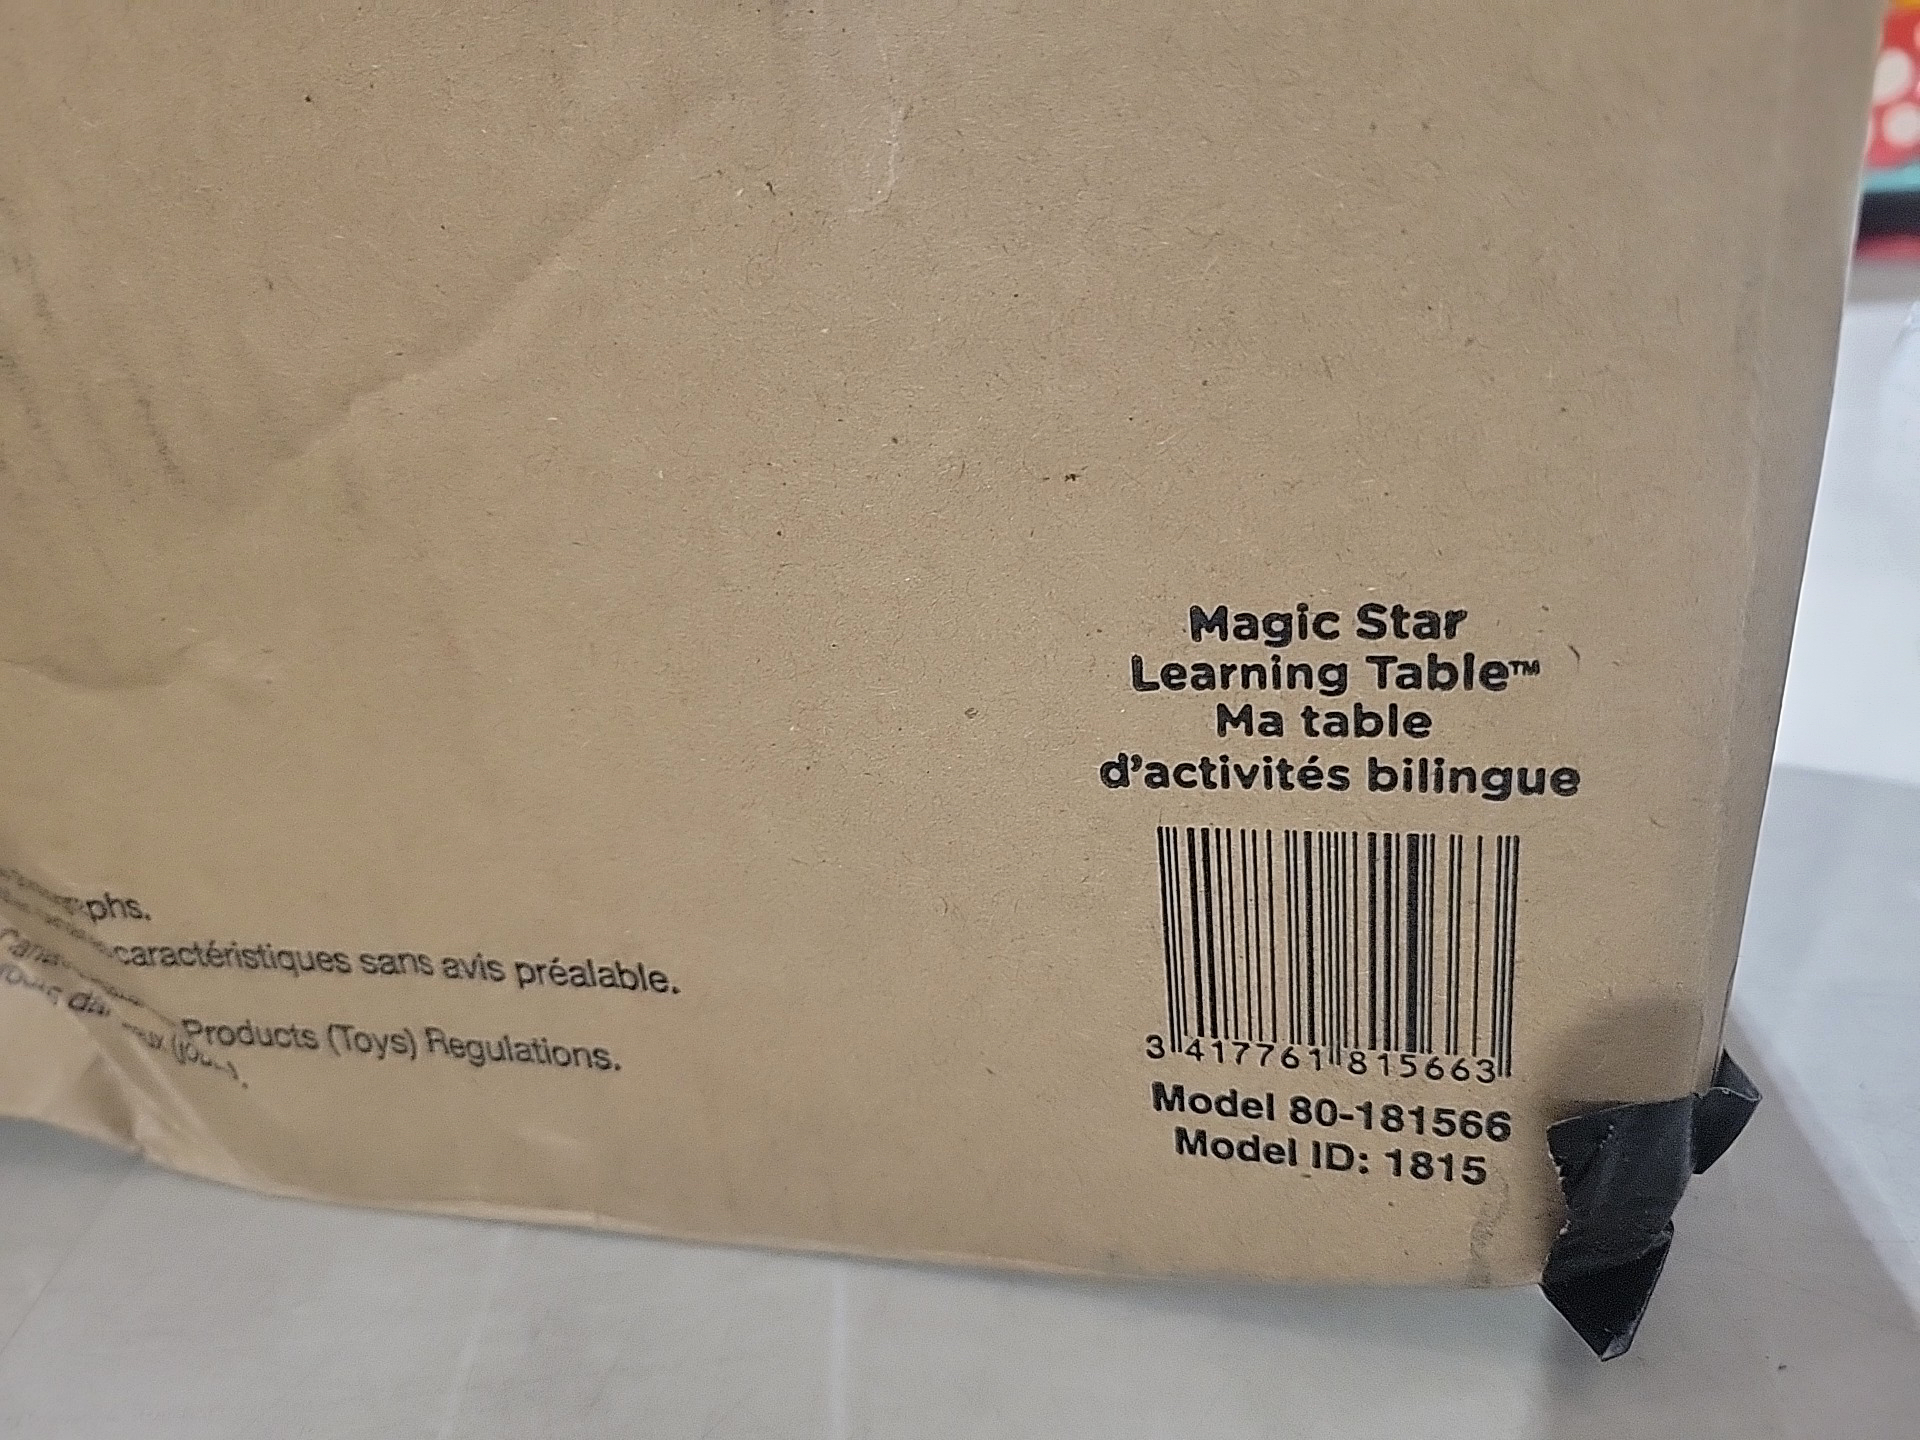 phs.
caractéristiques sans avis préalable.
Products (Toys) Regulations.
Magic Star
Learning Table™
Ma table
d'activités bilingue
3 417761 815663
Model 80-181566
Model ID: 1815